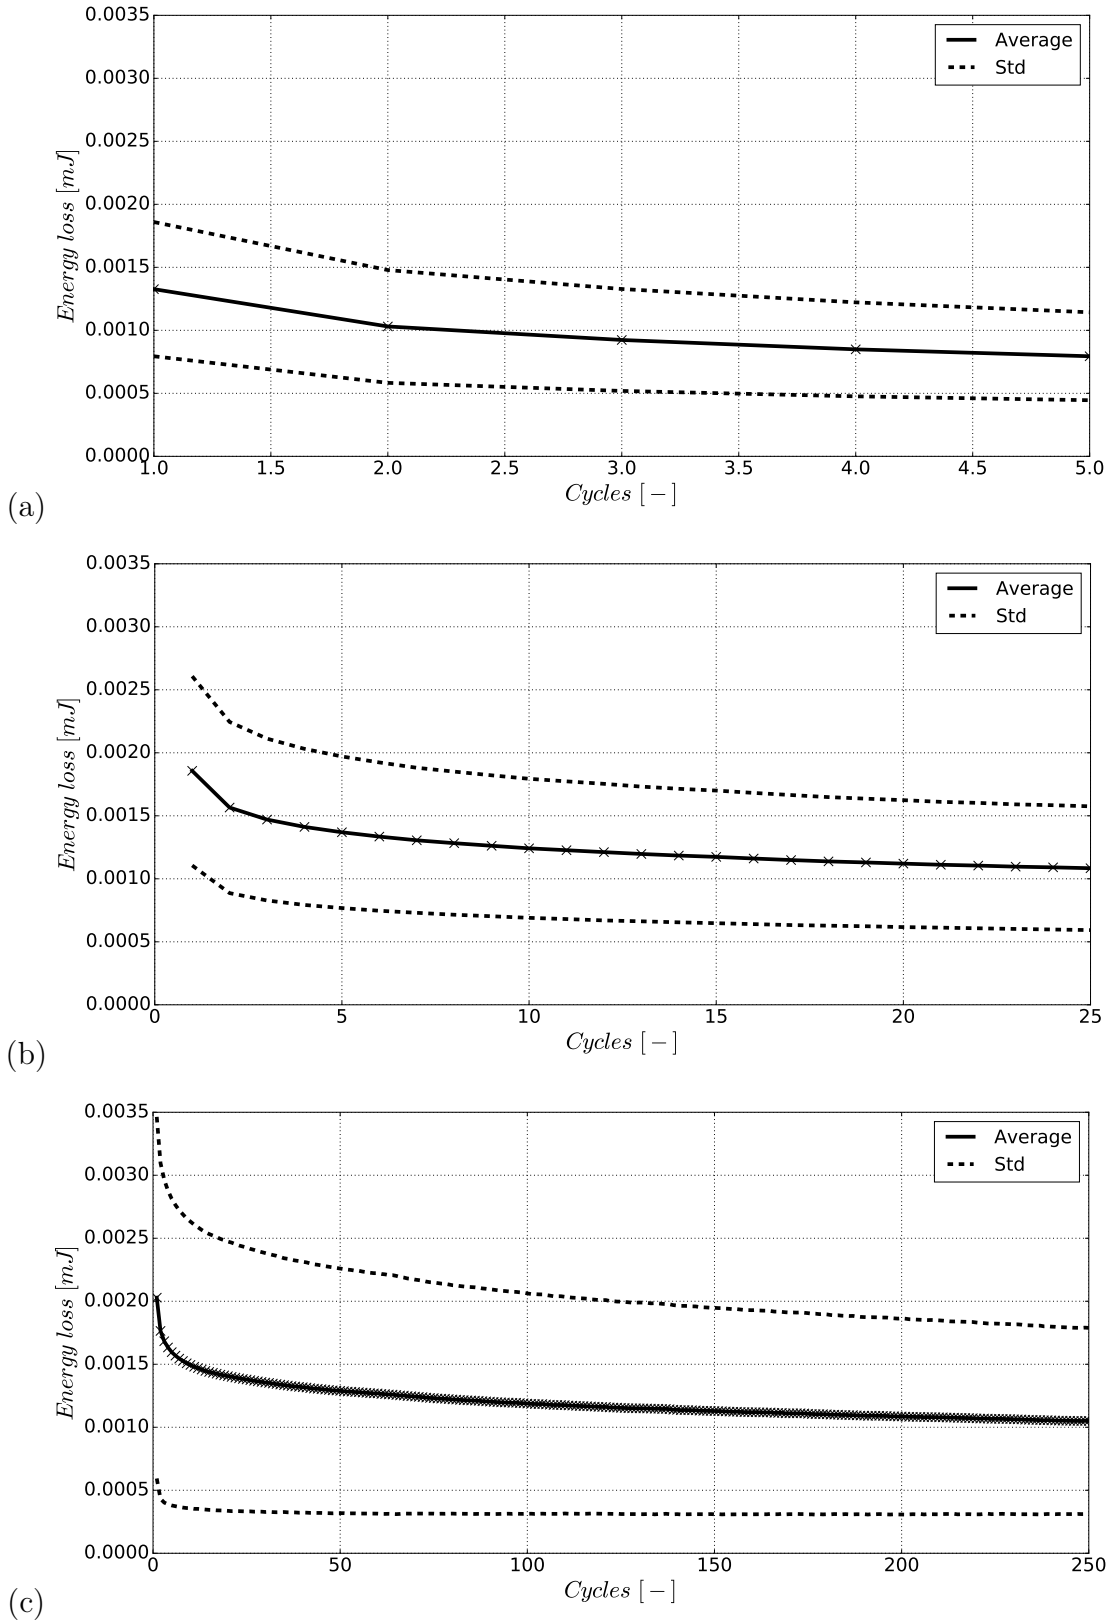 0.0035
0.0030
0.0025
0.0020
0.0015
0.0010
0.0005
0.0000
Energy loss [mJ]
Average
Std
1.0 1.5 2.0 2.5 3.0 3.5 4.0 4.5 5.0
Cycles [−]
(a)
0.0035
0.0030
0.0025
0.0020
0.0015
0.0010
0.0005
0.0000
Energy loss [mJ]
Average
Std
0 5 10 15 20 25
Cycles [−]
(b)
0.0035
0.0030
0.0025
0.0020
0.0015
0.0010
0.0005
0.0000
Energy loss [mJ]
Average
Std
0 50 100 150 200 250
Cycles [−]
(c)